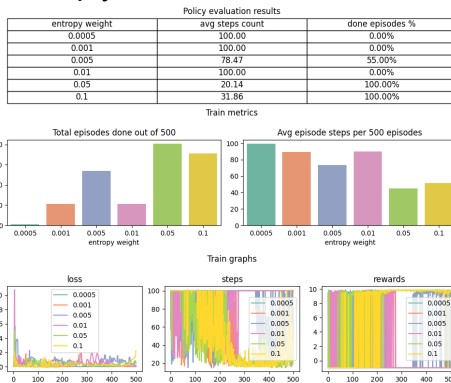 Policy evaluation results
entropy weight avg steps count done episodes %
0.0005 100.00 0.00%
0.001 100.00 0.00%
0.005 78.47 55.00%
0.01 100.00 0.00%
0.05 20.14 100.00%
0.1 31.86 100.00%
Train metrics
Total episodes done out of 500 Avg episode steps per 500 episodes
100
80
60
40
20
0
0.0005 0.001 0.005 0.01 0.05 0.1 0.0005 0.001 0.005 0.01 0.05 0.1
entropy weight entropy weight
Train graphs
loss steps rewards
0.0005 0.0005 0.0005
0.001 0.001 0.001
0.005 0.005 0.005
0.01 0.01 0.01
0.05 0.05 0.05
0.1 0.1 0.1
100 10
80 8
60 6
40 4
20 2
0
0 100 200 300 400 500 0 100 200 300 400 500 0 100 200 300 400 500